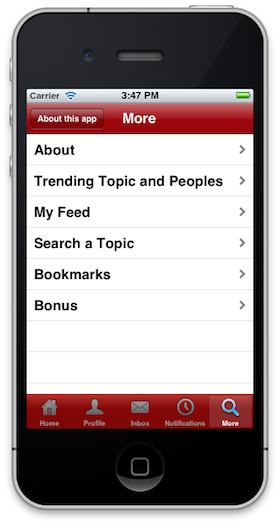 Carrier 3:47 PM
About this app More
About
Trending Topic and Peoples
My Feed
Search a Topic
Bookmarks
Bonus
Home Profile Inbox Notifications More